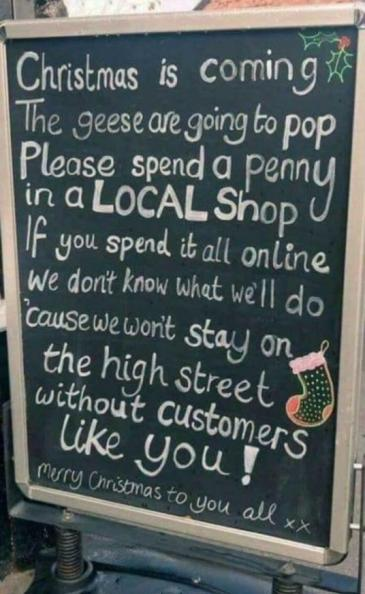 Christmas is coming
The geese are going to pop
Please spend a penny
in a LOCAL Shop
If you spend it all online
We don't know what we'll do
'cause we won't stay on
the high street
without customers
like you!
Merry Christmas to you all xx